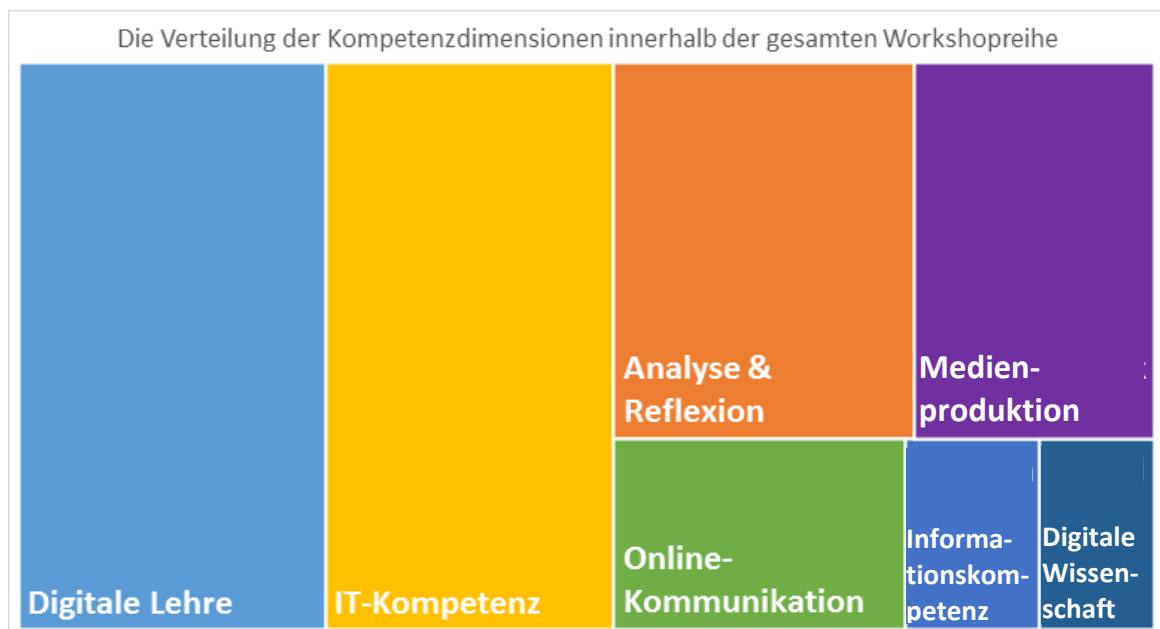 Die Verteilung der Kompetenzdimensionen innerhalb der gesamten Workshopreihe
Digitale Lehre
IT-Kompetenz
Analyse &
Reflexion
Medien-
produktion
Online-
Kommunikation
Informa-
tionskom-
petenz
Digitale
Wissen-
schaft